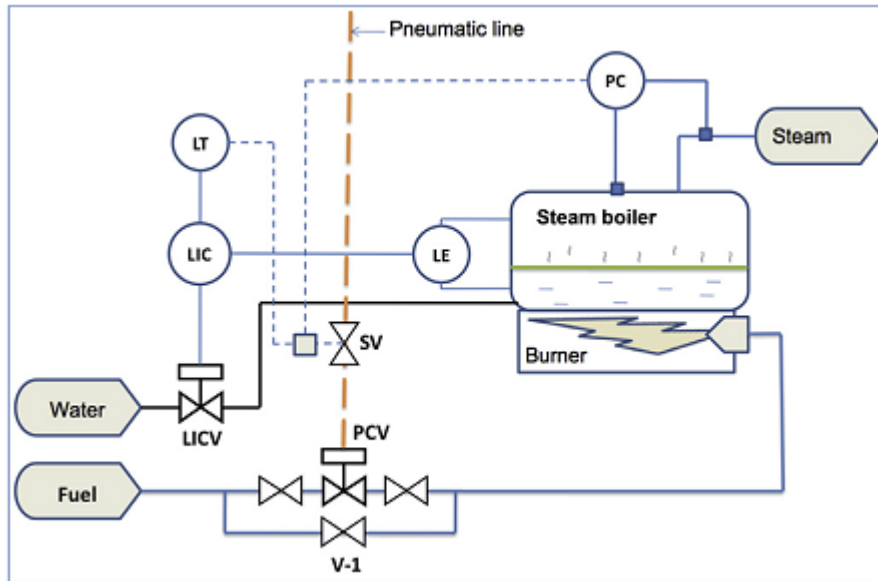 Pneumatic line
PC
Steam
LT
Steam boiler
LIC
LE
SV
Burner
Water
LICV
PCV
Fuel
V-1